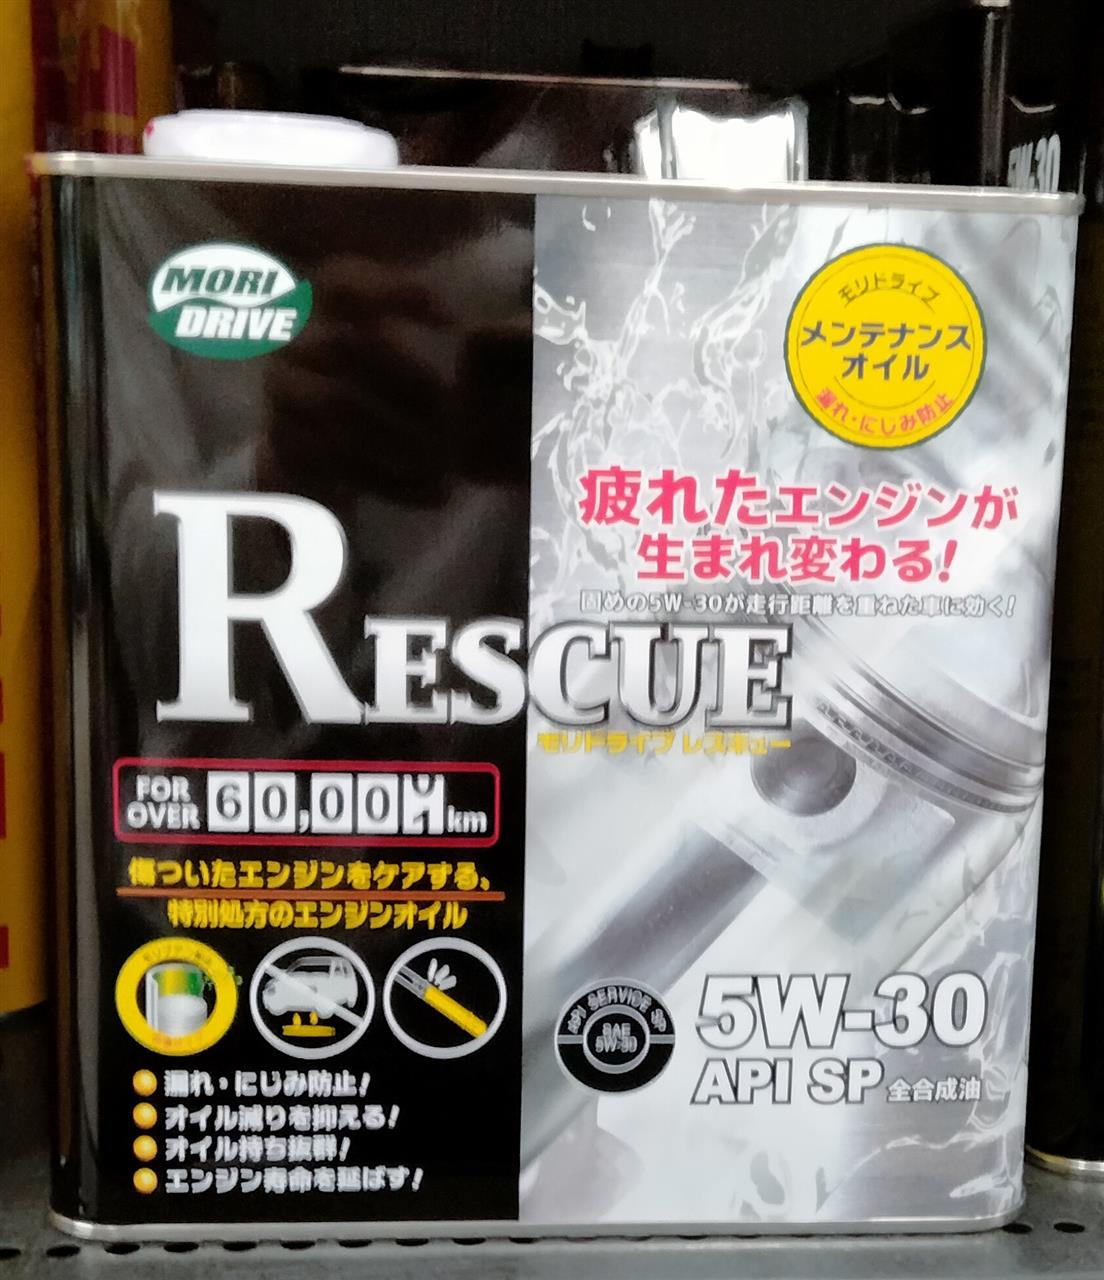 5W-30
MORI
DRIVE
モリドライブ
メンテナンス
オイル
漏れ・にじみ防止
疲れたエンジンが
生まれ変わる!
固めの5W-30が走行距離を重ねた車に効く!
RESCUE
モリドライブ レスキュー
FOR
OVER 60,000km
傷ついたエンジンをケアする、
特別処方のエンジンオイル
漏れ・にじみ防止!
オイル減りを抑える!
オイル持ち抜群!
エンジン寿命を延ばす!
API SERVICE SP
SAE
5W-30
5W-30
API SP 全合成油